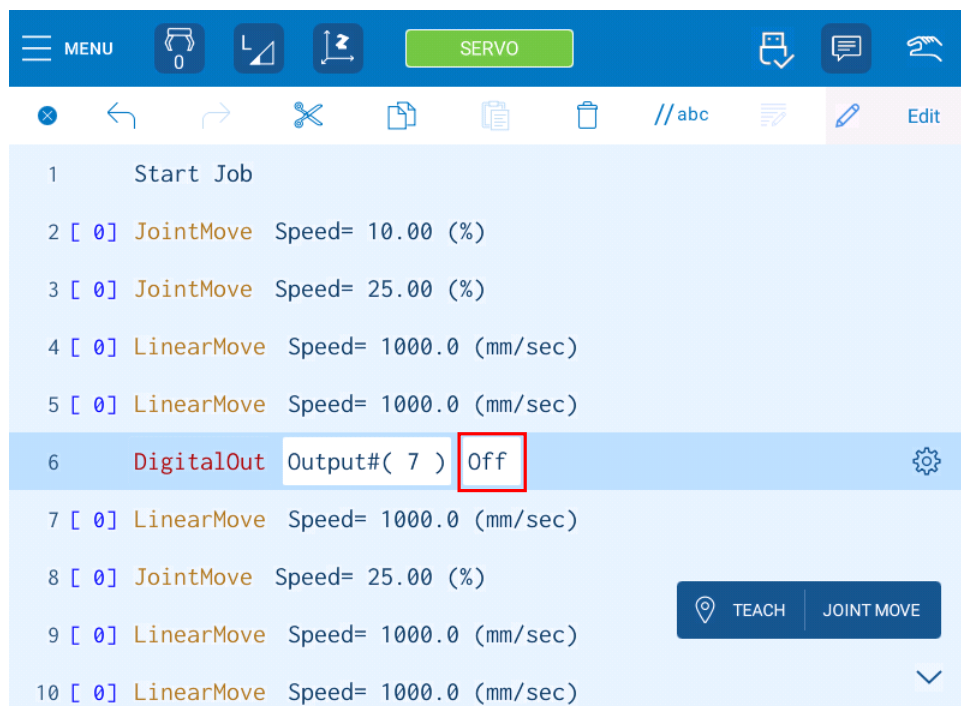 MENU 0 L Z SERVO
//abc Edit
1 Start Job
2 [ 0] JointMove Speed= 10.00 (%)
3 [ 0] JointMove Speed= 25.00 (%)
4 [ 0] LinearMove Speed= 1000.0 (mm/sec)
5 [ 0] LinearMove Speed= 1000.0 (mm/sec)
6 DigitalOut Output#( 7 ) Off
7 [ 0] LinearMove Speed= 1000.0 (mm/sec)
8 [ 0] JointMove Speed= 25.00 (%)
TEACH JOINT MOVE
9 [ 0] LinearMove Speed= 1000.0 (mm/sec)
10 [ 0] LinearMove Speed= 1000.0 (mm/sec)